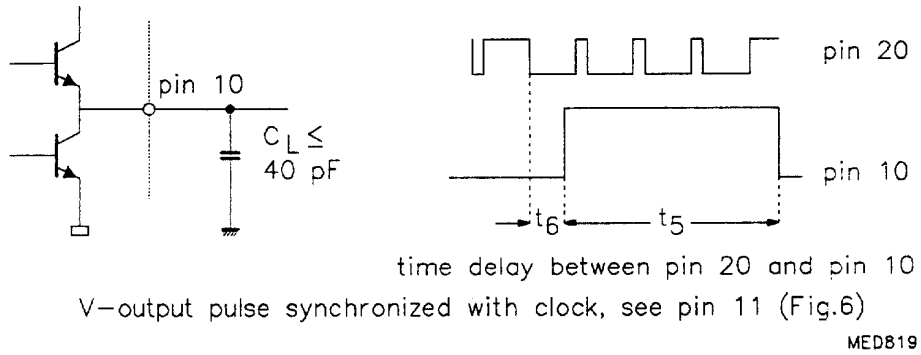 pin 10
C_L ≤
40 pF
pin 20
pin 10
t6
t5
time delay between pin 20 and pin 10
V-output pulse synchronized with clock, see pin 11 (Fig.6)
MED819